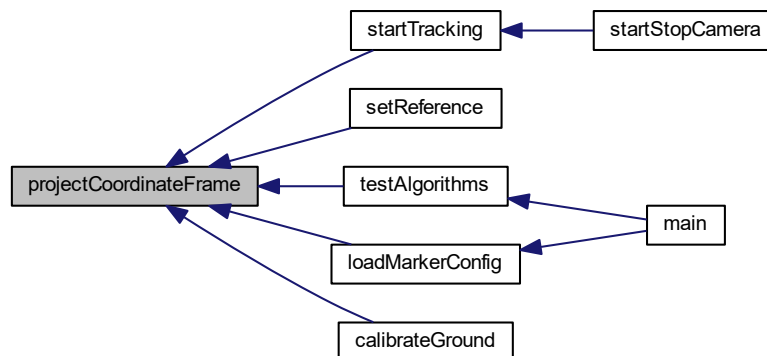 startTracking
startStopCamera
setReference
projectCoordinateFrame
testAlgorithms
main
loadMarkerConfig
calibrateGround